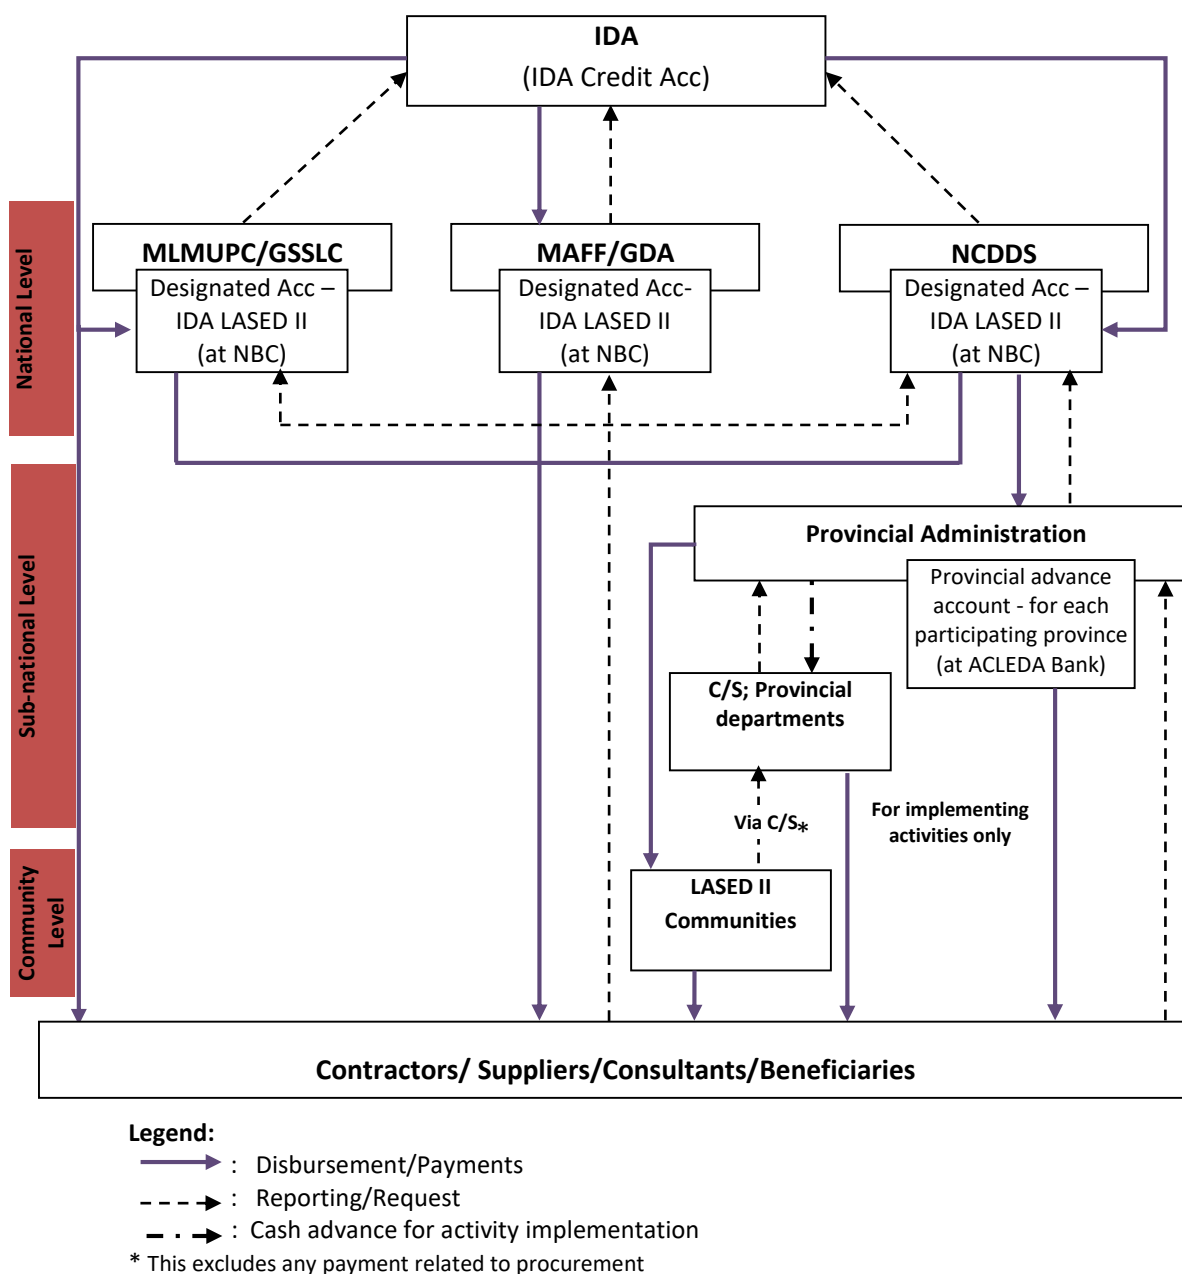 IDA
(IDA Credit Acc)
National Level
MLMUPC/GSSLC
Designated Acc –
IDA LASED II
(at NBC)
MAFF/GDA
Designated Acc-
IDA LASED II
(at NBC)
NCDDS
Designated Acc –
IDA LASED II
(at NBC)
Sub-national Level
Provincial Administration
Provincial advance
account - for each
participating province
(at ACLEDA Bank)
C/S; Provincial
departments
For implementing
activities only
Via C/S*
Community
Level
LASED II
Communities
Contractors/ Suppliers/Consultants/Beneficiaries
Legend:
: Disbursement/Payments
: Reporting/Request
: Cash advance for activity implementation
* This excludes any payment related to procurement